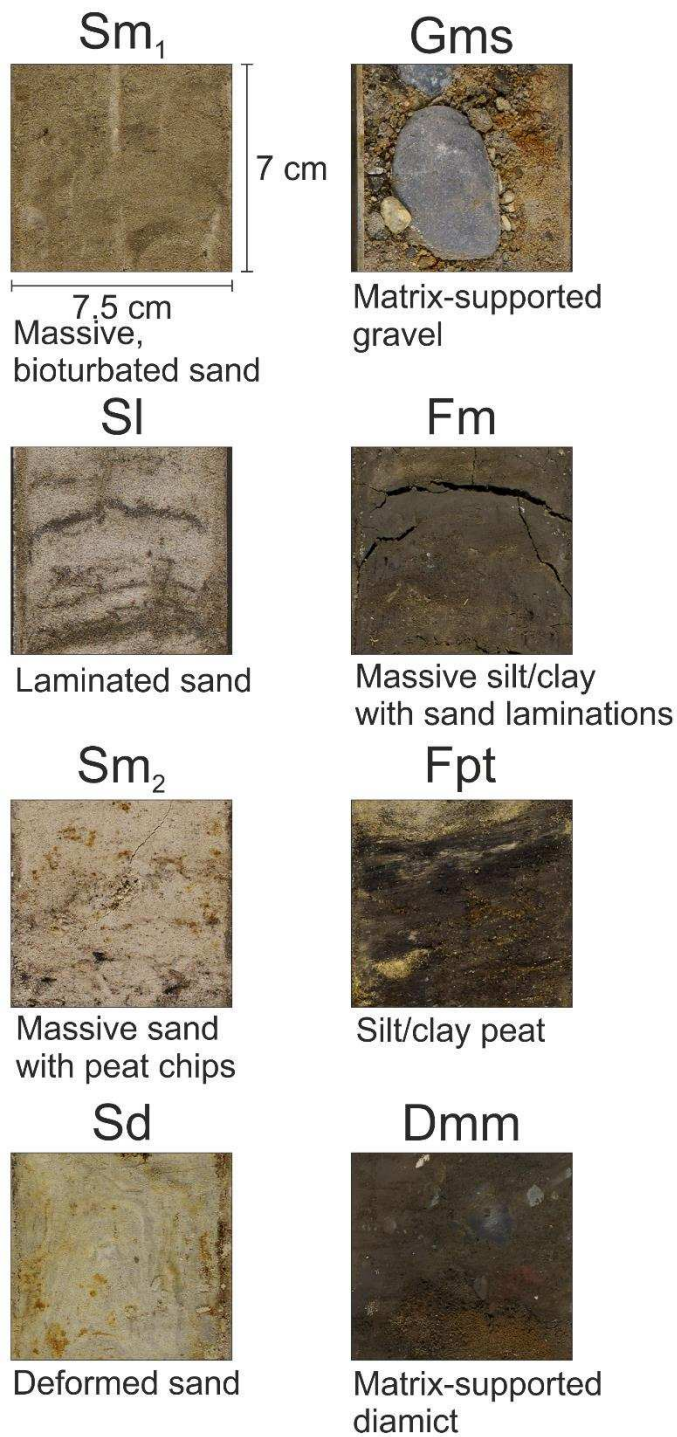 Sm₁
Gms
7 cm
7.5 cm
Massive,
bioturbated sand
Matrix-supported
gravel
Sl
Fm
Laminated sand
Massive silt/clay
with sand laminations
Sm₂
Fpt
Massive sand
with peat chips
Silt/clay peat
Sd
Dmm
Deformed sand
Matrix-supported
diamict